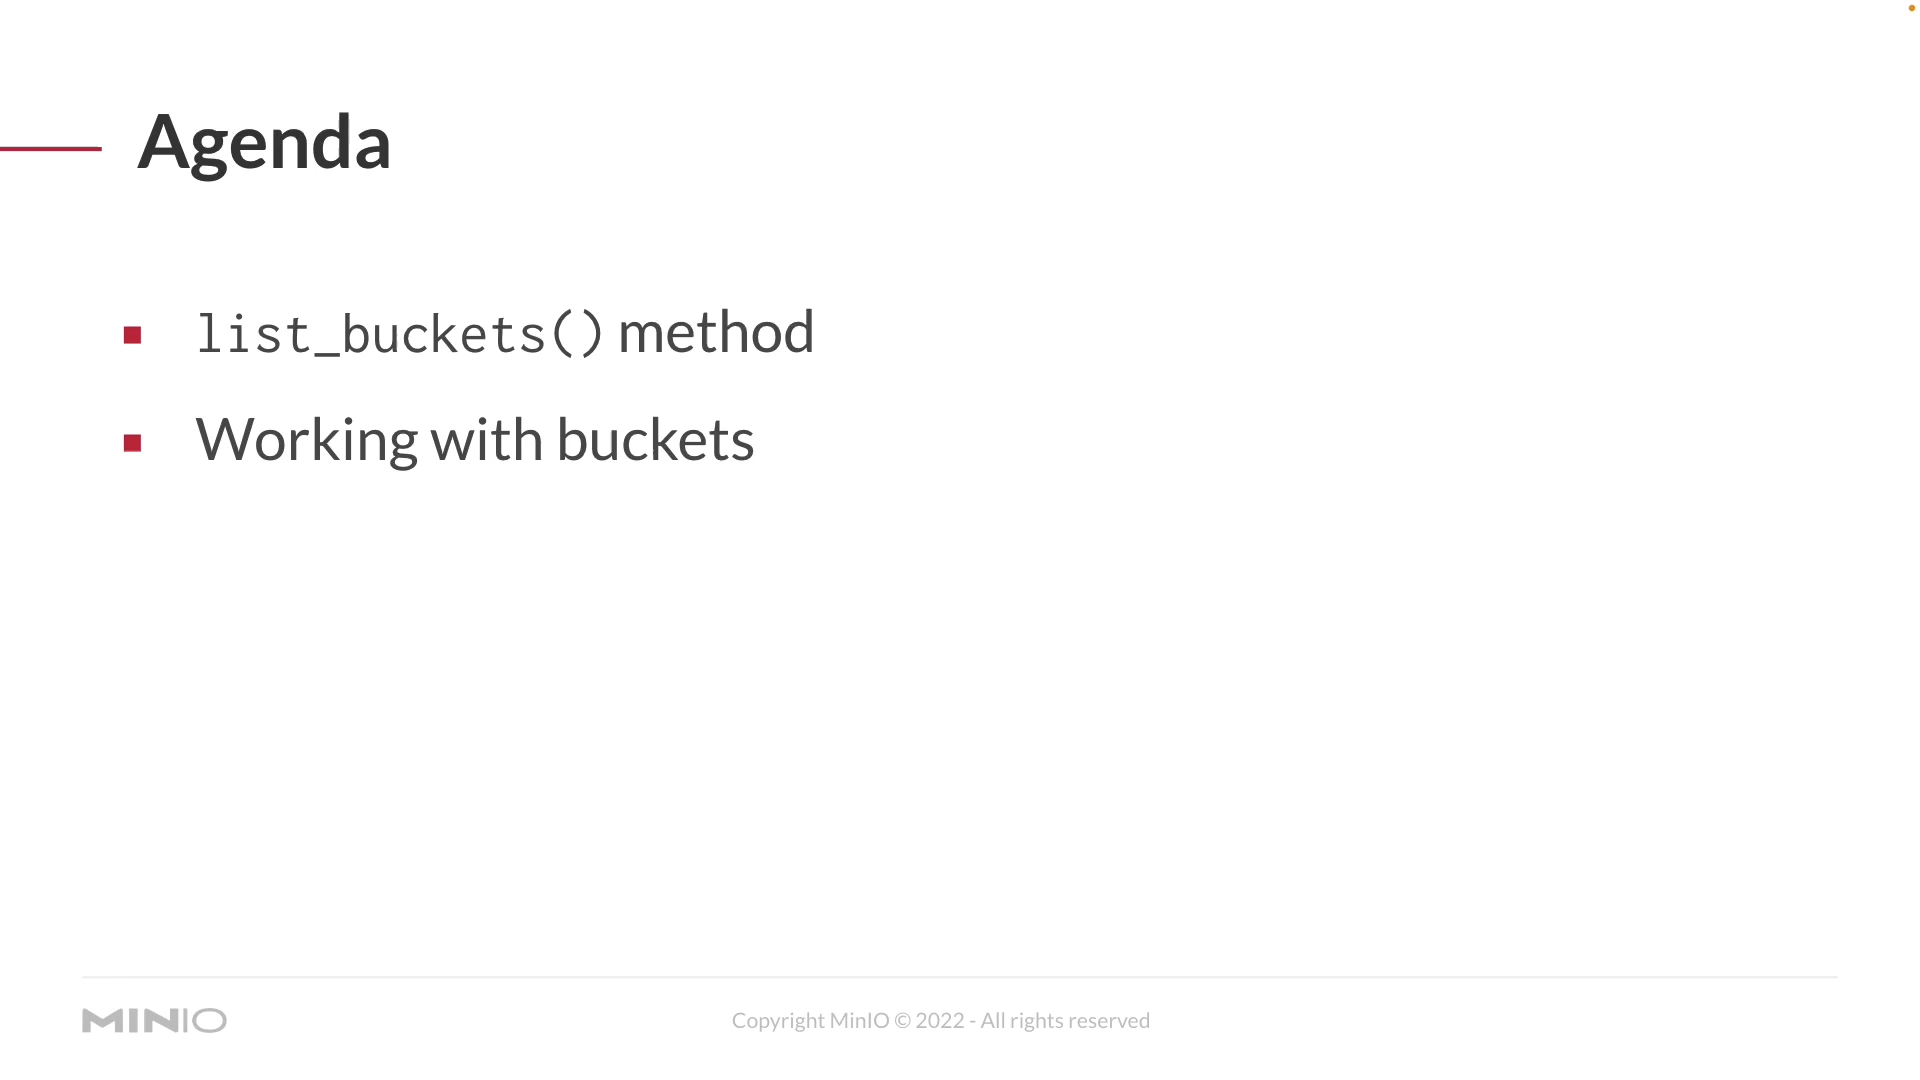 Agenda
list_buckets() method
Working with buckets
MINIO
Copyright MinIO © 2022 - All rights reserved